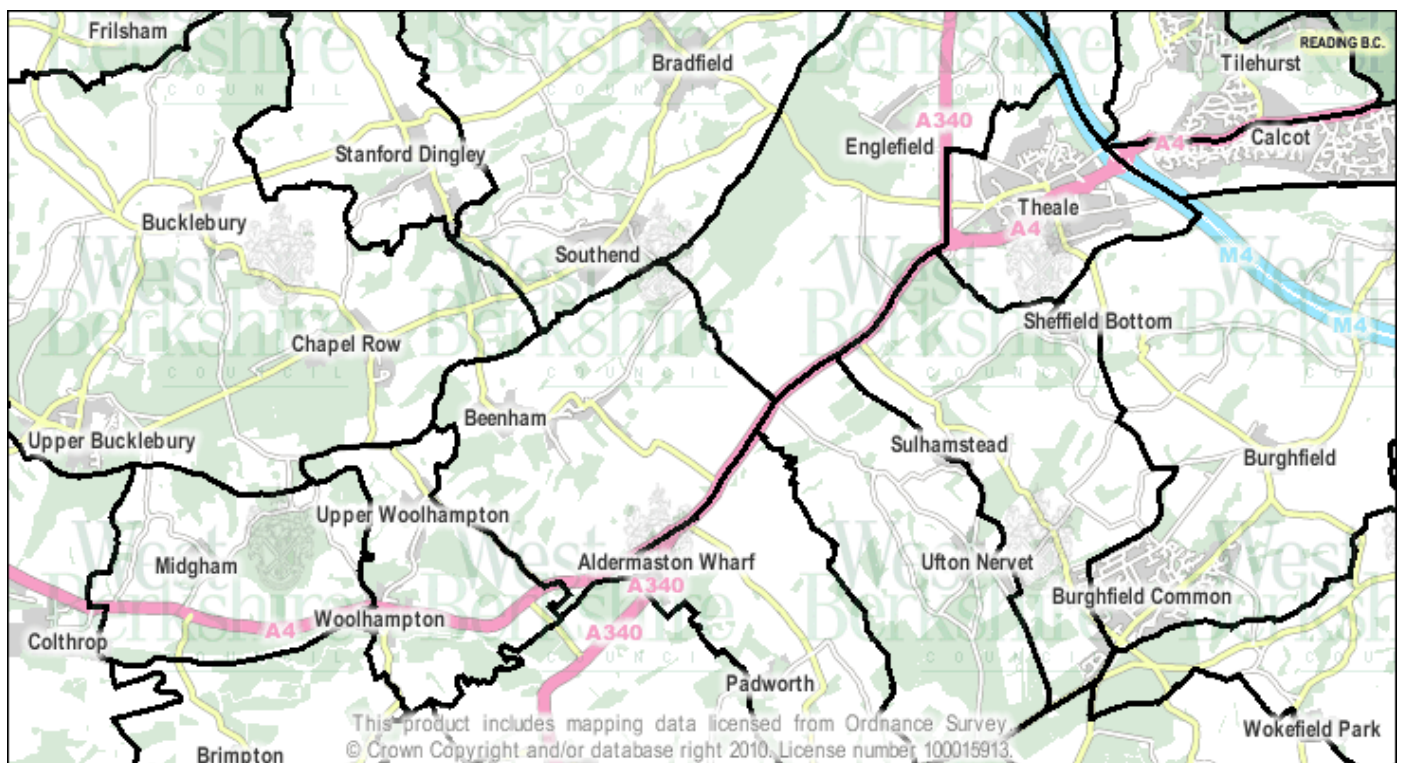 Frilsham
Bradfield
READING B.C.
Tilehurst
A340
Englefield
A4
Calcot
Stanford Dingley
Bucklebury
Theale
A4
Southend
M4
Chapel Row
Sheffield Bottom
M4
Beenham
Upper Bucklebury
Sulhamstead
Burghfield
Upper Woolhampton
Midgham
Aldermaston Wharf
Ufton Nervet
A340
Burghfield Common
Woolhampton
A4
A340
Colthrop
Padworth
This product includes mapping data licensed from Ordnance Survey.
© Crown Copyright and/or database right 2010. License number 100015913.
Wokefield Park
Brimpton
West
Berkshire
COUNCIL